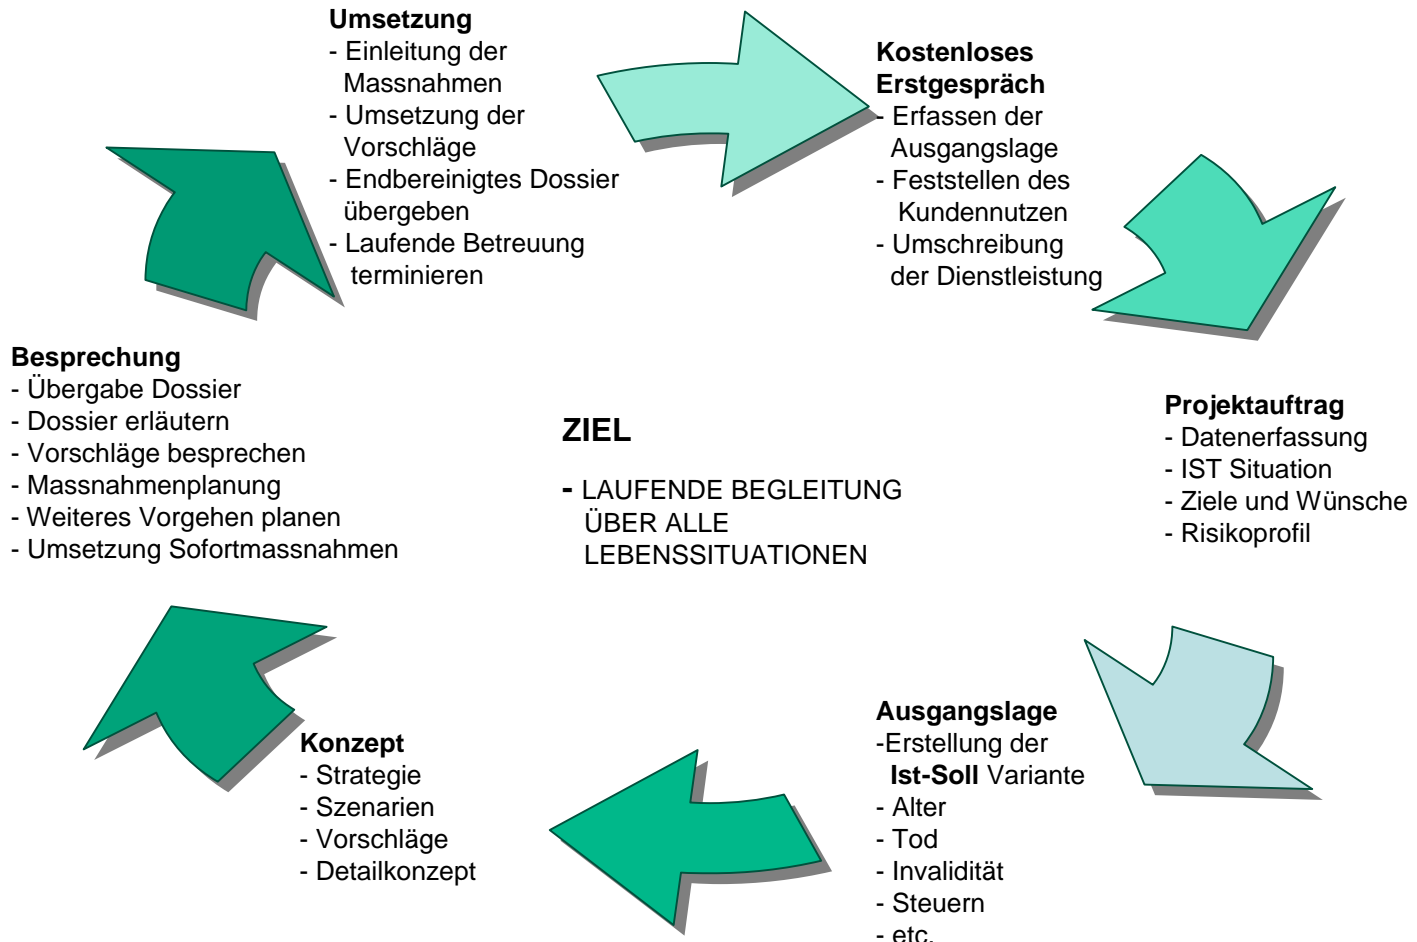 Umsetzung
- Einleitung der
Massnahmen
- Umsetzung der
Vorschläge
- Endbereinigtes Dossier
übergeben
- Laufende Betreuung
terminieren
Kostenloses
Erstgespräch
- Erfassen der
Ausgangslage
- Feststellen des
Kundennutzen
- Umschreibung
der Dienstleistung
Projektauftrag
- Datenerfassung
- IST Situation
- Ziele und Wünsche
- Risikoprofil
Ausgangslage
-Erstellung der
Ist-Soll Variante
- Alter
- Tod
- Invalidität
- Steuern
- etc.
Konzept
- Strategie
- Szenarien
- Vorschläge
- Detailkonzept
Besprechung
- Übergabe Dossier
- Dossier erläutern
- Vorschläge besprechen
- Massnahmenplanung
- Weiteres Vorgehen planen
- Umsetzung Sofortmassnahmen
ZIEL
- LAUFENDE BEGLEITUNG
ÜBER ALLE
LEBENSSITUATIONEN